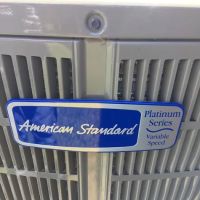 American Standard
Platinum
Series
Variable
Speed